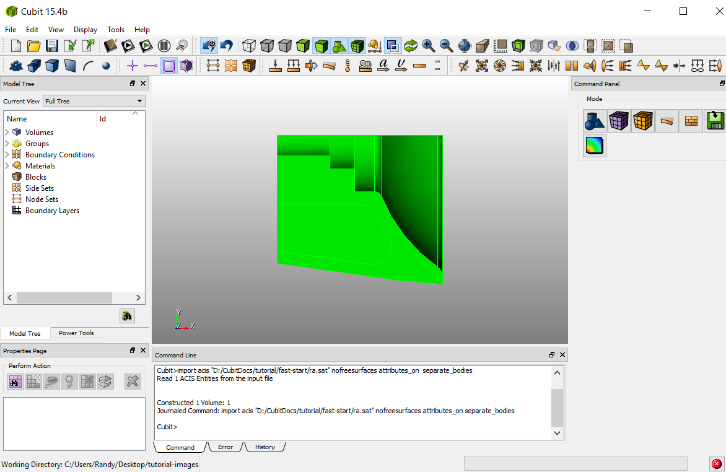 Cubit 15.4b
File Edit View Display Tools Help
Model Tree
Current View Full Tree
Name Id
Volumes
Groups
Boundary Conditions
Materials
Blocks
Side Sets
Node Sets
Boundary Layers
Model Tree Power Tools
Properties Page
Perform Action
Y
Z X
Command Line
Cubit>import acis "D:/CubitDocs/tutorial/fast-start/ra.sat" nofreesurfaces attributes_on separate_bodies
Read 1 ACIS Entities from the input file
Constructed 1 Volume: 1
Journaled Command: import acis "D:/CubitDocs/tutorial/fast-start/ra.sat" nofreesurfaces attributes_on separate_bodies
Cubit>
Command Error History
Command Panel
Mode
Working Directory: C:/Users/Randy/Desktop/tutorial-images